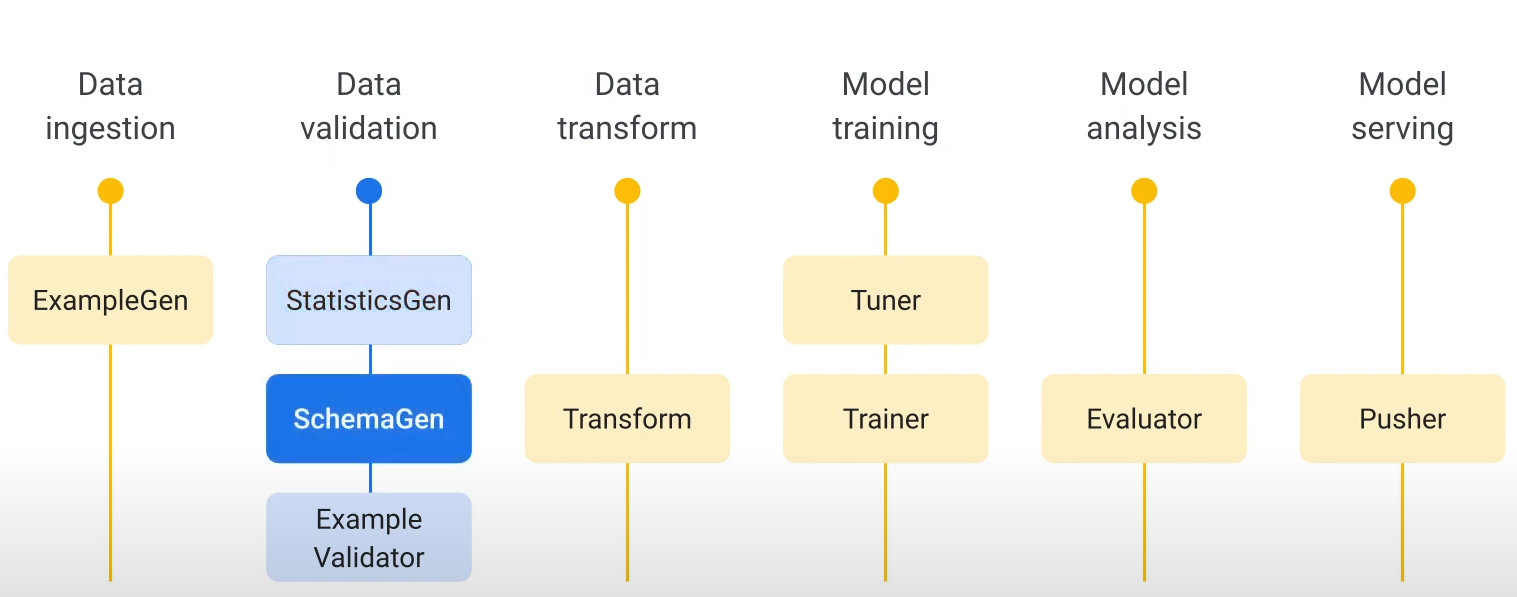 Data
ingestion
Data
validation
Data
transform
Model
training
Model
analysis
Model
serving
ExampleGen
StatisticsGen
Tuner
SchemaGen
Transform
Trainer
Evaluator
Pusher
Example
Validator